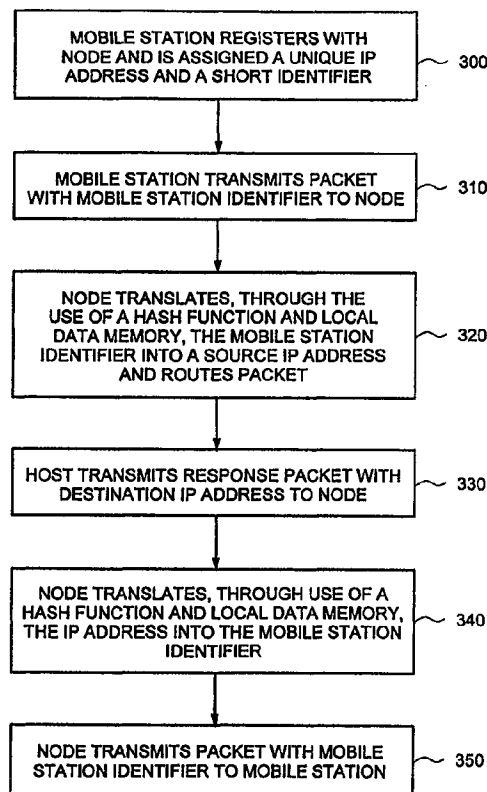 MOBILE STATION REGISTERS WITH
NODE AND IS ASSIGNED A UNIQUE IP
ADDRESS AND A SHORT IDENTIFIER
300
MOBILE STATION TRANSMITS PACKET
WITH MOBILE STATION IDENTIFIER TO NODE
310
NODE TRANSLATES, THROUGH THE
USE OF A HASH FUNCTION AND LOCAL
DATA MEMORY, THE MOBILE STATION
IDENTIFIER INTO A SOURCE IP ADDRESS
AND ROUTES PACKET
320
HOST TRANSMITS RESPONSE PACKET WITH
DESTINATION IP ADDRESS TO NODE
330
NODE TRANSLATES, THROUGH USE OF A
HASH FUNCTION AND LOCAL DATA MEMORY,
THE IP ADDRESS INTO THE MOBILE STATION
IDENTIFIER
340
NODE TRANSMITS PACKET WITH MOBILE
STATION IDENTIFIER TO MOBILE STATION
350